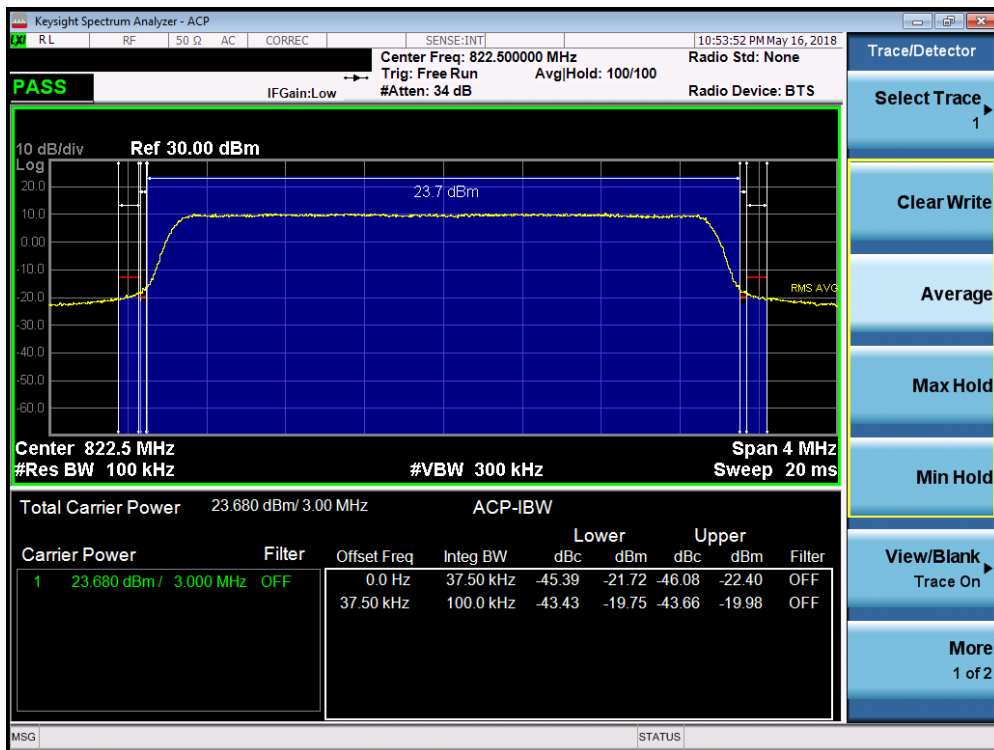 Keysight Spectrum Analyzer - ACP
LXI RL RF 50 Ω AC CORREC SENSE:INT 10:53:52 PM May 16, 2018
Center Freq: 822.500000 MHz Radio Std: None
Trig: Free Run Avg|Hold: 100/100
PASS IFGain:Low #Atten: 34 dB Radio Device: BTS
10 dB/div Ref 30.00 dBm
Log
20.0
10.0
0.00
-10.0
-20.0
-30.0
-40.0
-50.0
-60.0
23.7 dBm
RMS AVG
Center 822.5 MHz Span 4 MHz
#Res BW 100 kHz #VBW 300 kHz Sweep 20 ms
Total Carrier Power 23.680 dBm/ 3.00 MHz ACP-IBW
Lower Upper
Carrier Power Filter Offset Freq Integ BW dBc dBm dBc dBm Filter
1 23.680 dBm / 3.000 MHz OFF 0.0 Hz 37.50 kHz -45.39 -21.72 -46.08 -22.40 OFF
37.50 kHz 100.0 kHz -43.43 -19.75 -43.66 -19.98 OFF
MSG STATUS
Trace/Detector
Select Trace
1
Clear Write
Average
Max Hold
Min Hold
View/Blank
Trace On
More
1 of 2